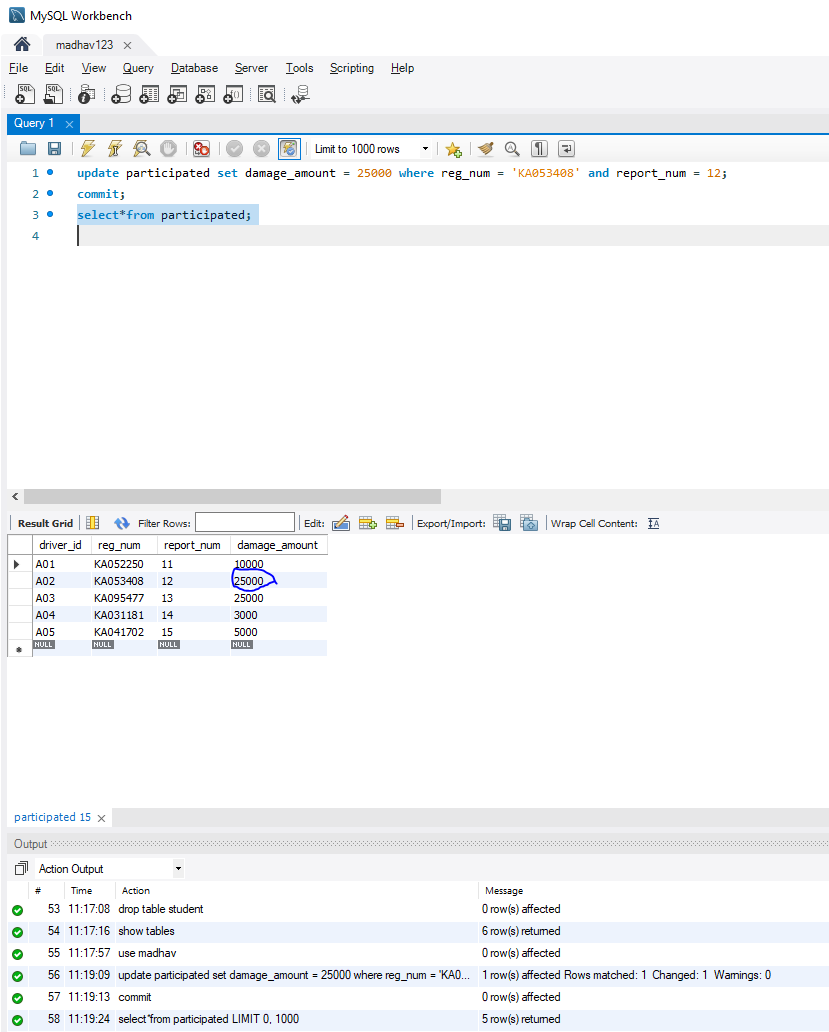 MySQL Workbench
madhav123
File Edit View Query Database Server Tools Scripting Help
Query 1
Limit to 1000 rows
1 update participated set damage_amount = 25000 where reg_num = 'KA053408' and report_num = 12;
2 commit;
3 select*from participated;
4
Result Grid Filter Rows: Edit: Export/Import: Wrap Cell Content:
driver_id reg_num report_num damage_amount
A01 KA052250 11 10000
A02 KA053408 12 25000
A03 KA095477 13 25000
A04 KA031181 14 3000
A05 KA041702 15 5000
NULL NULL NULL NULL
participated 15
Output
Action Output
# Time Action Message
53 11:17:08 drop table student 0 row(s) affected
54 11:17:16 show tables 6 row(s) returned
55 11:17:57 use madhav 0 row(s) affected
56 11:19:09 update participated set damage_amount = 25000 where reg_num = 'KA0... 1 row(s) affected Rows matched: 1 Changed: 1 Warnings: 0
57 11:19:13 commit 0 row(s) affected
58 11:19:24 select*from participated LIMIT 0, 1000 5 row(s) returned